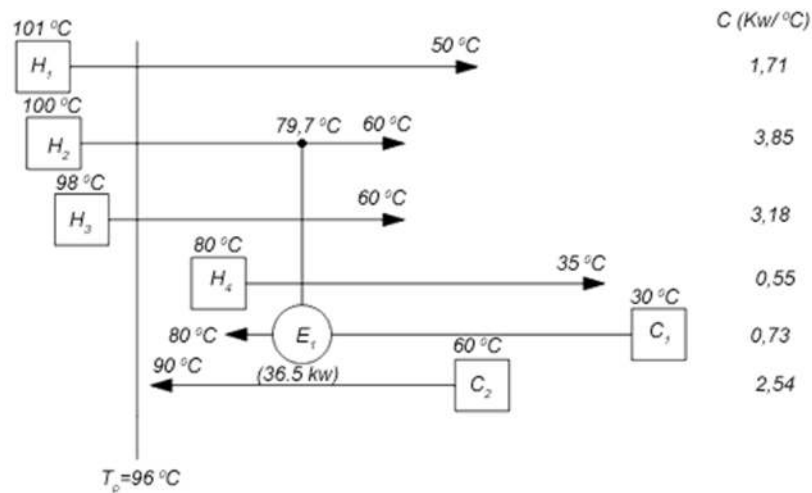 C (Kw/ °C)
101 °C
H₁
50 °C
1,71
100 °C
H₂
79,7 °C
60 °C
3,85
98 °C
H₃
60 °C
3,18
80 °C
H₄
35 °C
0,55
30 °C
80 °C
E₁
C₁
0,73
60 °C
90 °C
(36.5 kw)
C₂
2,54
Tₚ=96 °C